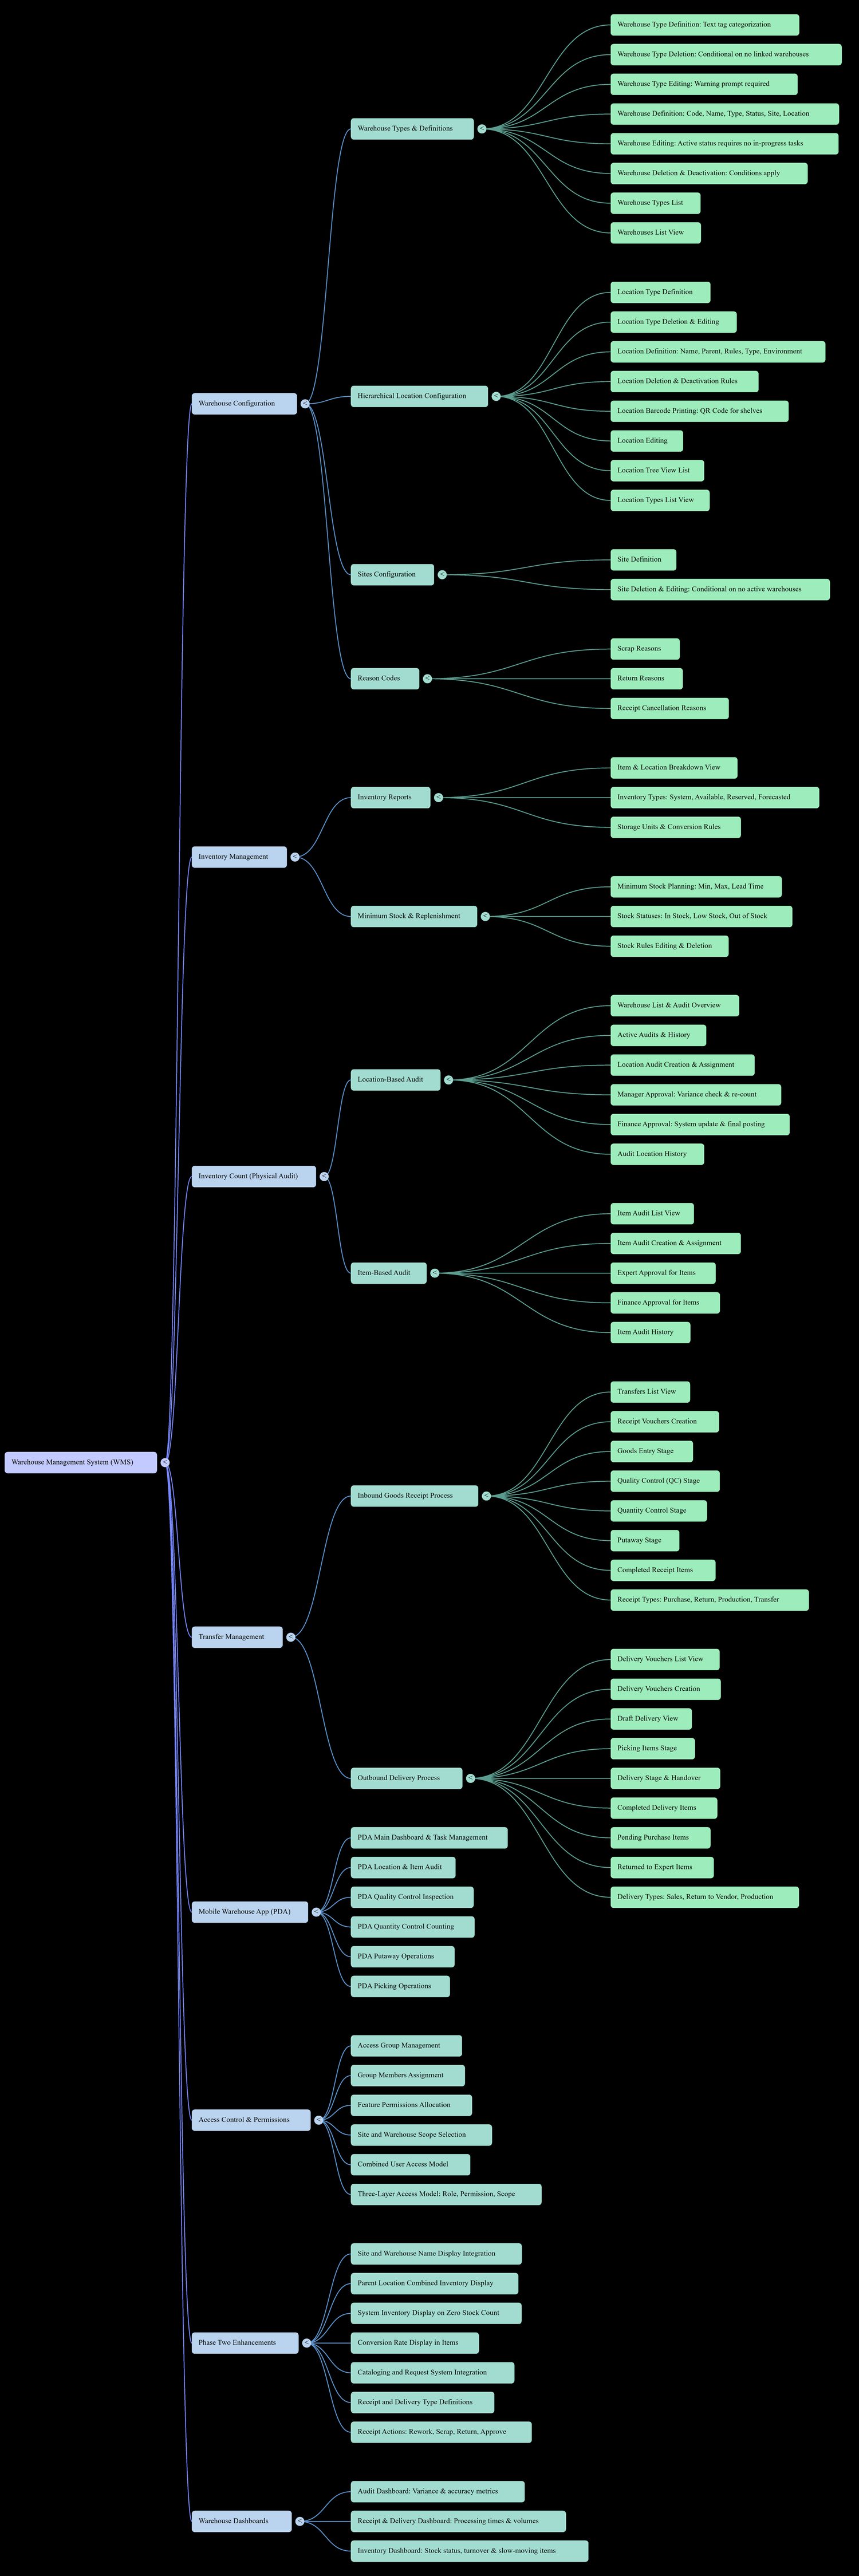 Warehouse Management System (WMS)
Warehouse Configuration
Warehouse Types & Definitions
Warehouse Type Definition: Text tag categorization
Warehouse Type Deletion: Conditional on no linked warehouses
Warehouse Type Editing: Warning prompt required
Warehouse Definition: Code, Name, Type, Status, Site, Location
Warehouse Editing: Active status requires no in-progress tasks
Warehouse Deletion & Deactivation: Conditions apply
Warehouse Types List
Warehouses List View
Hierarchical Location Configuration
Location Type Definition
Location Type Deletion & Editing
Location Definition: Name, Parent, Rules, Type, Environment
Location Deletion & Deactivation Rules
Location Barcode Printing: QR Code for shelves
Location Editing
Location Tree View List
Location Types List View
Sites Configuration
Site Definition
Site Deletion & Editing: Conditional on no active warehouses
Reason Codes
Scrap Reasons
Return Reasons
Receipt Cancellation Reasons
Inventory Management
Inventory Reports
Item & Location Breakdown View
Inventory Types: System, Available, Reserved, Forecasted
Storage Units & Conversion Rules
Minimum Stock & Replenishment
Minimum Stock Planning: Min, Max, Lead Time
Stock Statuses: In Stock, Low Stock, Out of Stock
Stock Rules Editing & Deletion
Inventory Count (Physical Audit)
Location-Based Audit
Warehouse List & Audit Overview
Active Audits & History
Location Audit Creation & Assignment
Manager Approval: Variance check & re-count
Finance Approval: System update & final posting
Audit Location History
Item-Based Audit
Item Audit List View
Item Audit Creation & Assignment
Expert Approval for Items
Finance Approval for Items
Item Audit History
Transfer Management
Inbound Goods Receipt Process
Transfers List View
Receipt Vouchers Creation
Goods Entry Stage
Quality Control (QC) Stage
Quantity Control Stage
Putaway Stage
Completed Receipt Items
Receipt Types: Purchase, Return, Production, Transfer
Outbound Delivery Process
Delivery Vouchers List View
Delivery Vouchers Creation
Draft Delivery View
Picking Items Stage
Delivery Stage & Handover
Completed Delivery Items
Pending Purchase Items
Returned to Expert Items
Delivery Types: Sales, Return to Vendor, Production
Mobile Warehouse App (PDA)
PDA Main Dashboard & Task Management
PDA Location & Item Audit
PDA Quality Control Inspection
PDA Quantity Control Counting
PDA Putaway Operations
PDA Picking Operations
Access Control & Permissions
Access Group Management
Group Members Assignment
Feature Permissions Allocation
Site and Warehouse Scope Selection
Combined User Access Model
Three-Layer Access Model: Role, Permission, Scope
Phase Two Enhancements
Site and Warehouse Name Display Integration
Parent Location Combined Inventory Display
System Inventory Display on Zero Stock Count
Conversion Rate Display in Items
Cataloging and Request System Integration
Receipt and Delivery Type Definitions
Receipt Actions: Rework, Scrap, Return, Approve
Warehouse Dashboards
Audit Dashboard: Variance & accuracy metrics
Receipt & Delivery Dashboard: Processing times & volumes
Inventory Dashboard: Stock status, turnover & slow-moving items